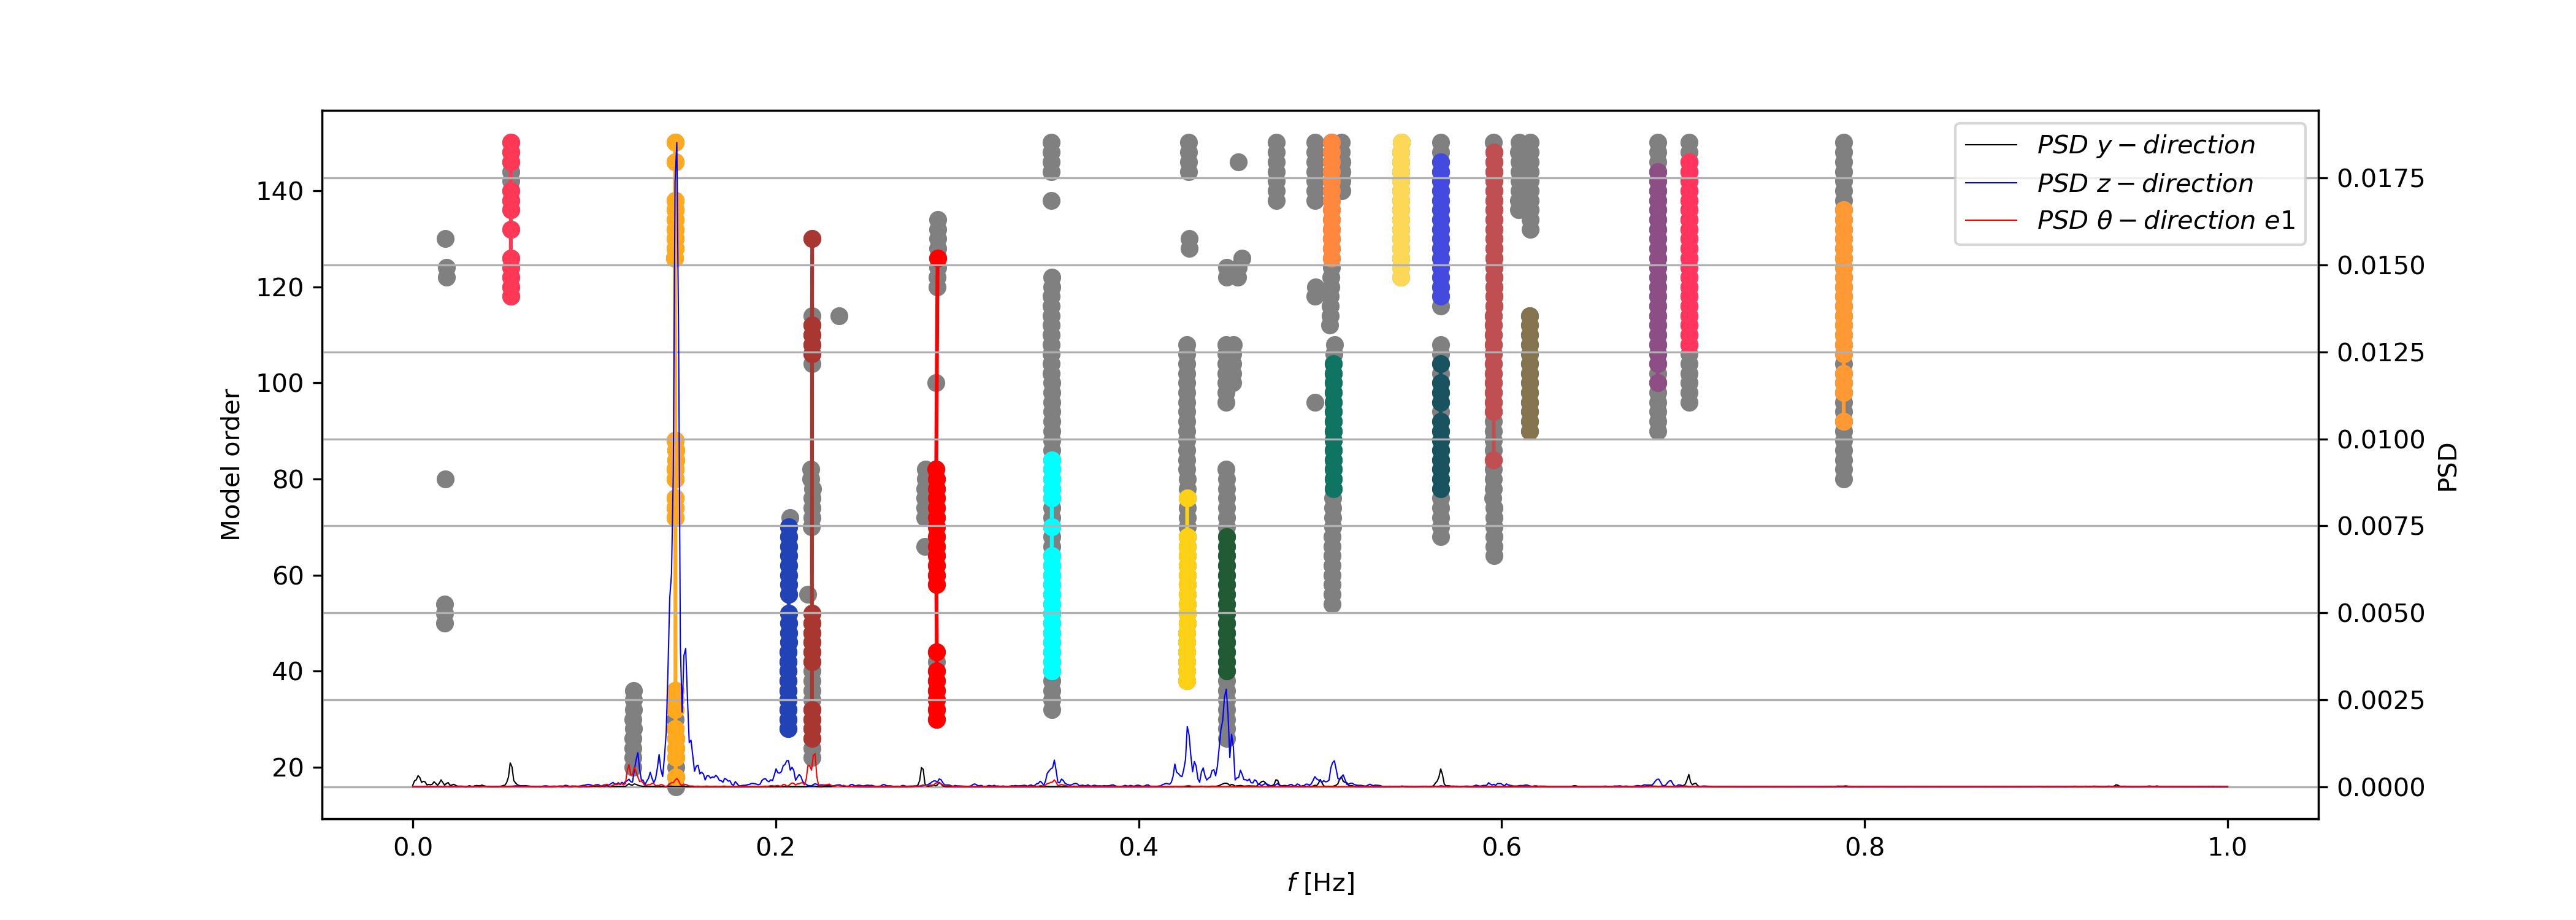 PSD y − direction
PSD z − direction
PSD θ − direction e1
140
120
100
80
60
40
20
Model order
0.0175
0.0150
0.0125
0.0100
0.0075
0.0050
0.0025
0.0000
PSD
0.0 0.2 0.4 0.6 0.8 1.0
f [Hz]